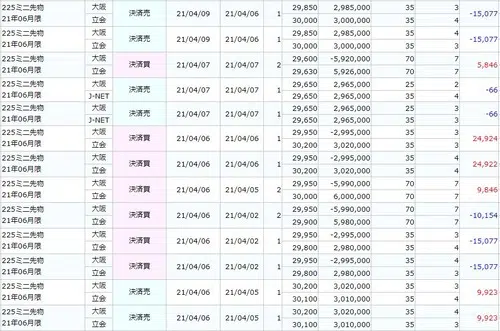 225ミニ先物 大阪 決済売 21/04/09 21/04/06 1 29,850 2,985,000 35 3 -15,077
21年06月限 立会 30,000 3,000,000 35 3
225ミニ先物 大阪 決済売 21/04/09 21/04/06 1 29,850 2,985,000 35 4 -15,077
21年06月限 立会 30,000 3,000,000 35 3
225ミニ先物 大阪 決済買 21/04/07 21/04/07 2 29,600 -5,920,000 70 7 5,846
21年06月限 立会 29,630 5,926,000 70 7
225ミニ先物 大阪 決済売 21/04/07 21/04/07 1 29,650 2,965,000 25 2 -66
21年06月限 J-NET 29,650 2,965,000 35 4
225ミニ先物 大阪 決済売 21/04/07 21/04/07 1 29,650 2,965,000 25 3 -66
21年06月限 J-NET 29,650 2,965,000 35 3
225ミニ先物 大阪 決済買 21/04/06 21/04/06 1 29,950 -2,995,000 35 3 24,924
21年06月限 立会 30,200 3,020,000 35 3
225ミニ先物 大阪 決済買 21/04/06 21/04/06 1 29,950 -2,995,000 35 4 24,922
21年06月限 立会 30,200 3,020,000 35 4
225ミニ先物 大阪 決済買 21/04/06 21/04/05 2 29,950 -5,990,000 70 7 9,846
21年06月限 立会 30,000 6,000,000 70 7
225ミニ先物 大阪 決済買 21/04/06 21/04/02 2 29,950 -5,990,000 70 7 -10,154
21年06月限 立会 29,900 5,980,000 70 7
225ミニ先物 大阪 決済買 21/04/06 21/04/02 1 29,950 -2,995,000 35 4 -15,077
21年06月限 立会 29,800 2,980,000 35 3
225ミニ先物 大阪 決済買 21/04/06 21/04/02 1 29,950 -2,995,000 35 3 -15,077
21年06月限 立会 29,800 2,980,000 35 4
225ミニ先物 大阪 決済売 21/04/06 21/04/05 1 30,200 3,020,000 35 3 9,923
21年06月限 立会 30,100 3,010,000 35 4
225ミニ先物 大阪 決済売 21/04/06 21/04/05 1 30,200 3,020,000 35 3 9,923
21年06月限 立会 30,100 3,010,000 35 4